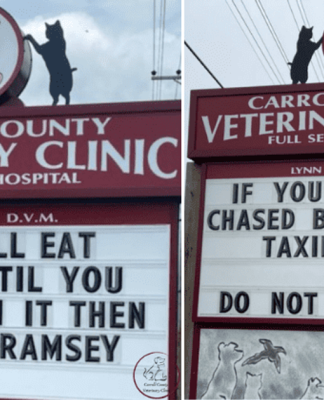 OUNTY
Y CLINIC
HOSPITAL
D.V.M.
LL EAT
TIL YOU
IT THEN
RAMSEY
CARRO
VETERIN
FULL SE
LYNN
IF YOU
CHASED B
TAXI
DO NOT